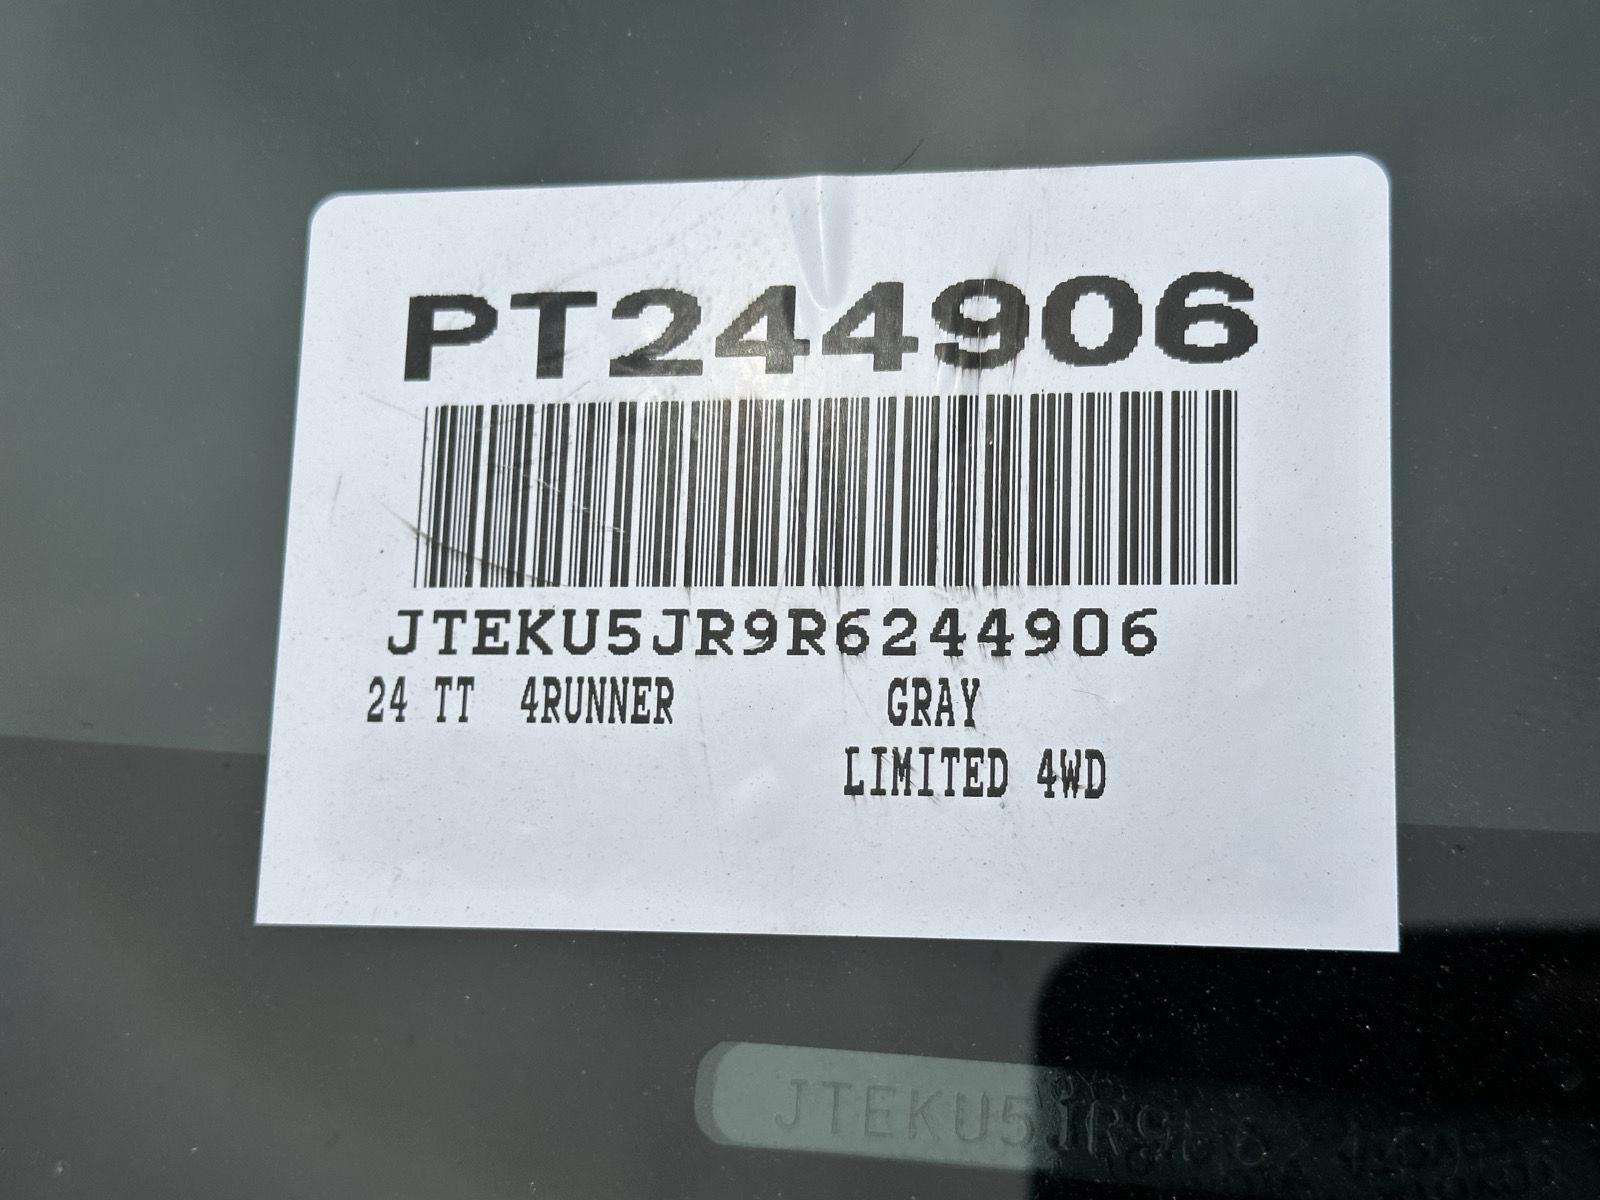 PT244906
JTEKU5JR9R6244906
24 TT 4RUNNER GRAY
LIMITED 4WD